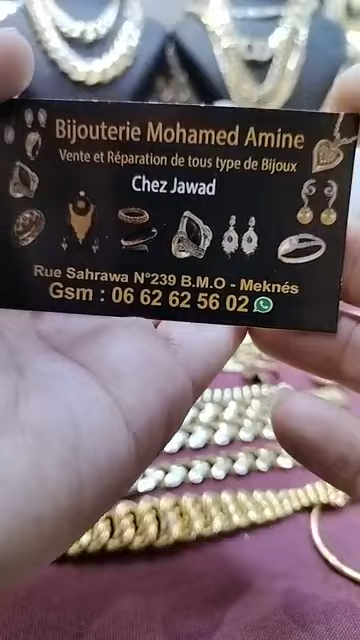 Bijouterie Mohamed Amine
Vente et Réparation de tous type de Bijoux
Chez Jawad
Rue Sahrawa N°239 B.M.O - Meknés
Gsm : 06 62 62 56 02